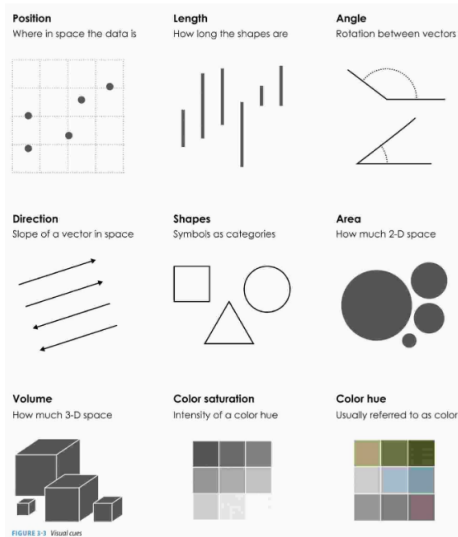 Position
Where in space the data is
Length
How long the shapes are
Angle
Rotation between vectors
Direction
Slope of a vector in space
Shapes
Symbols as categories
Area
How much 2-D space
Volume
How much 3-D space
Color saturation
Intensity of a color hue
Color hue
Usually referred to as color
FIGURE 3-3 Visual cues